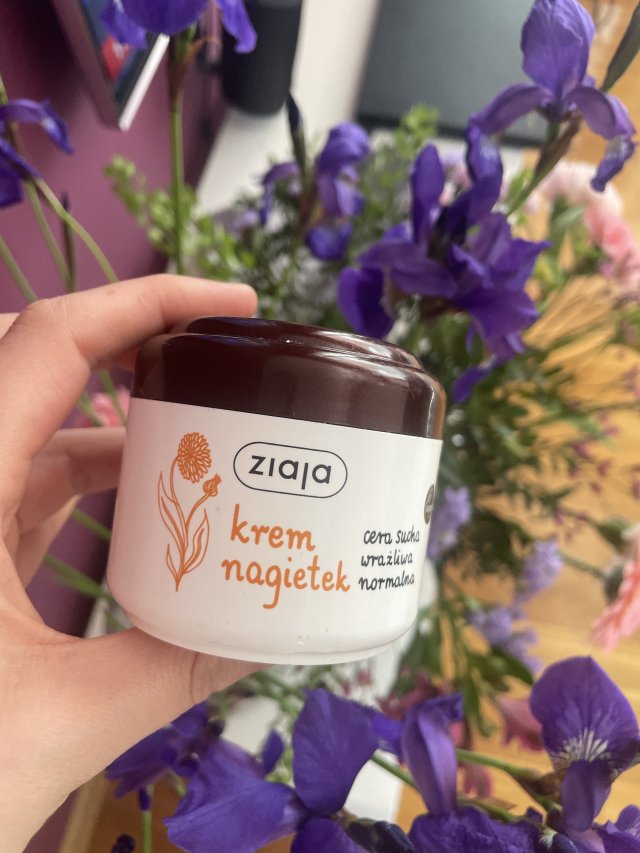 ziaja
krem
nagietek
cera sucha
wrażliwa
normalna